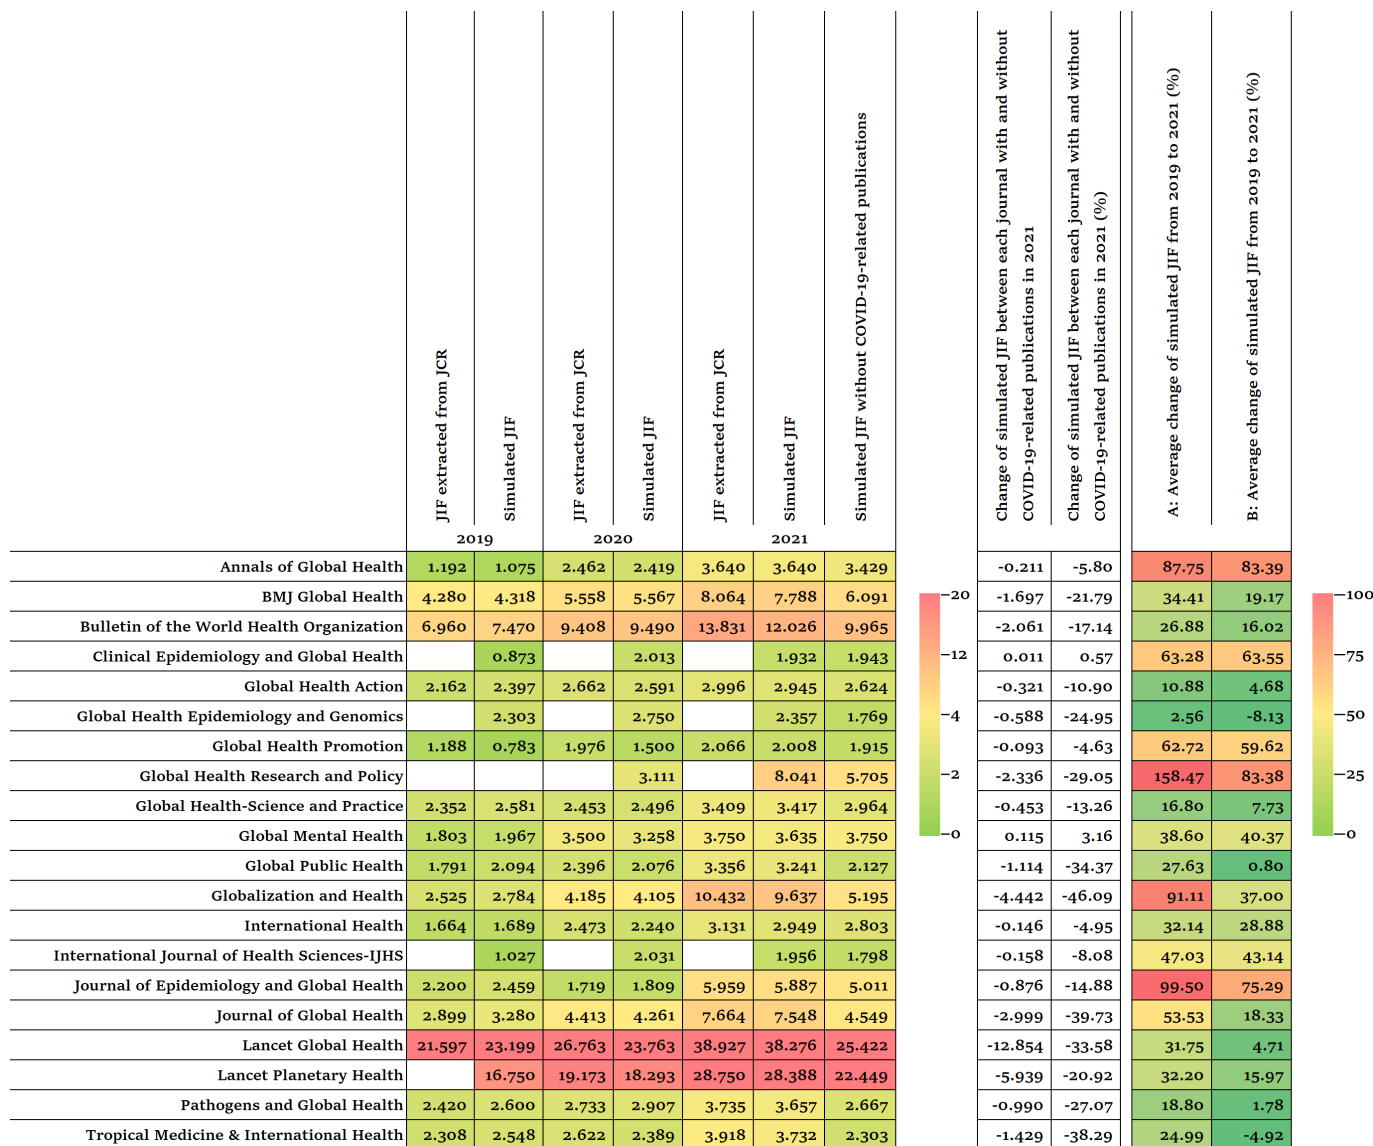 JIF extracted from JCR
Simulated JIF
JIF extracted from JCR
Simulated JIF
JIF extracted from JCR
Simulated JIF
Simulated JIF without COVID-19-related publications
Change of simulated JIF between each journal with and without
COVID-19-related publications in 2021
Change of simulated JIF between each journal with and without
COVID-19-related publications in 2021 (%)
A: Average change of simulated JIF from 2019 to 2021 (%)
B: Average change of simulated JIF from 2019 to 2021 (%)
2019 2020 2021
Annals of Global Health 1.192 1.075 2.462 2.419 3.640 3.640 3.429 -0.211 -5.80 87.75 83.39
BMJ Global Health 4.280 4.318 5.558 5.567 8.064 7.788 6.091 -1.697 -21.79 34.41 19.17
Bulletin of the World Health Organization 6.960 7.470 9.408 9.490 13.831 12.026 9.965 -2.061 -17.14 26.88 16.02
Clinical Epidemiology and Global Health 0.873 2.013 1.932 1.943 0.011 0.57 63.28 63.55
Global Health Action 2.162 2.397 2.662 2.591 2.996 2.945 2.624 -0.321 -10.90 10.88 4.68
Global Health Epidemiology and Genomics 2.303 2.750 2.357 1.769 -0.588 -24.95 2.56 -8.13
Global Health Promotion 1.188 0.783 1.976 1.500 2.066 2.008 1.915 -0.093 -4.63 62.72 59.62
Global Health Research and Policy 3.111 8.041 5.705 -2.336 -29.05 158.47 83.38
Global Health-Science and Practice 2.352 2.581 2.453 2.496 3.409 3.417 2.964 -0.453 -13.26 16.80 7.73
Global Mental Health 1.803 1.967 3.500 3.258 3.750 3.635 3.750 0.115 3.16 38.60 40.37
Global Public Health 1.791 2.094 2.396 2.076 3.356 3.241 2.127 -1.114 -34.37 27.63 0.80
Globalization and Health 2.525 2.784 4.185 4.105 10.432 9.637 5.195 -4.442 -46.09 91.11 37.00
International Health 1.664 1.689 2.473 2.240 3.131 2.949 2.803 -0.146 -4.95 32.14 28.88
International Journal of Health Sciences-IJHS 1.027 2.031 1.956 1.798 -0.158 -8.08 47.03 43.14
Journal of Epidemiology and Global Health 2.200 2.459 1.719 1.809 5.959 5.887 5.011 -0.876 -14.88 99.50 75.29
Journal of Global Health 2.899 3.280 4.413 4.261 7.664 7.548 4.549 -2.999 -39.73 53.53 18.33
Lancet Global Health 21.597 23.199 26.763 23.763 38.927 38.276 25.422 -12.854 -33.58 31.75 4.71
Lancet Planetary Health 16.750 19.173 18.293 28.750 28.388 22.449 -5.939 -20.92 32.20 15.97
Pathogens and Global Health 2.420 2.600 2.733 2.907 3.735 3.657 2.667 -0.990 -27.07 18.80 1.78
Tropical Medicine & International Health 2.308 2.548 2.622 2.389 3.918 3.732 2.303 -1.429 -38.29 24.99 -4.92
20
12
4
2
0
100
75
50
25
0